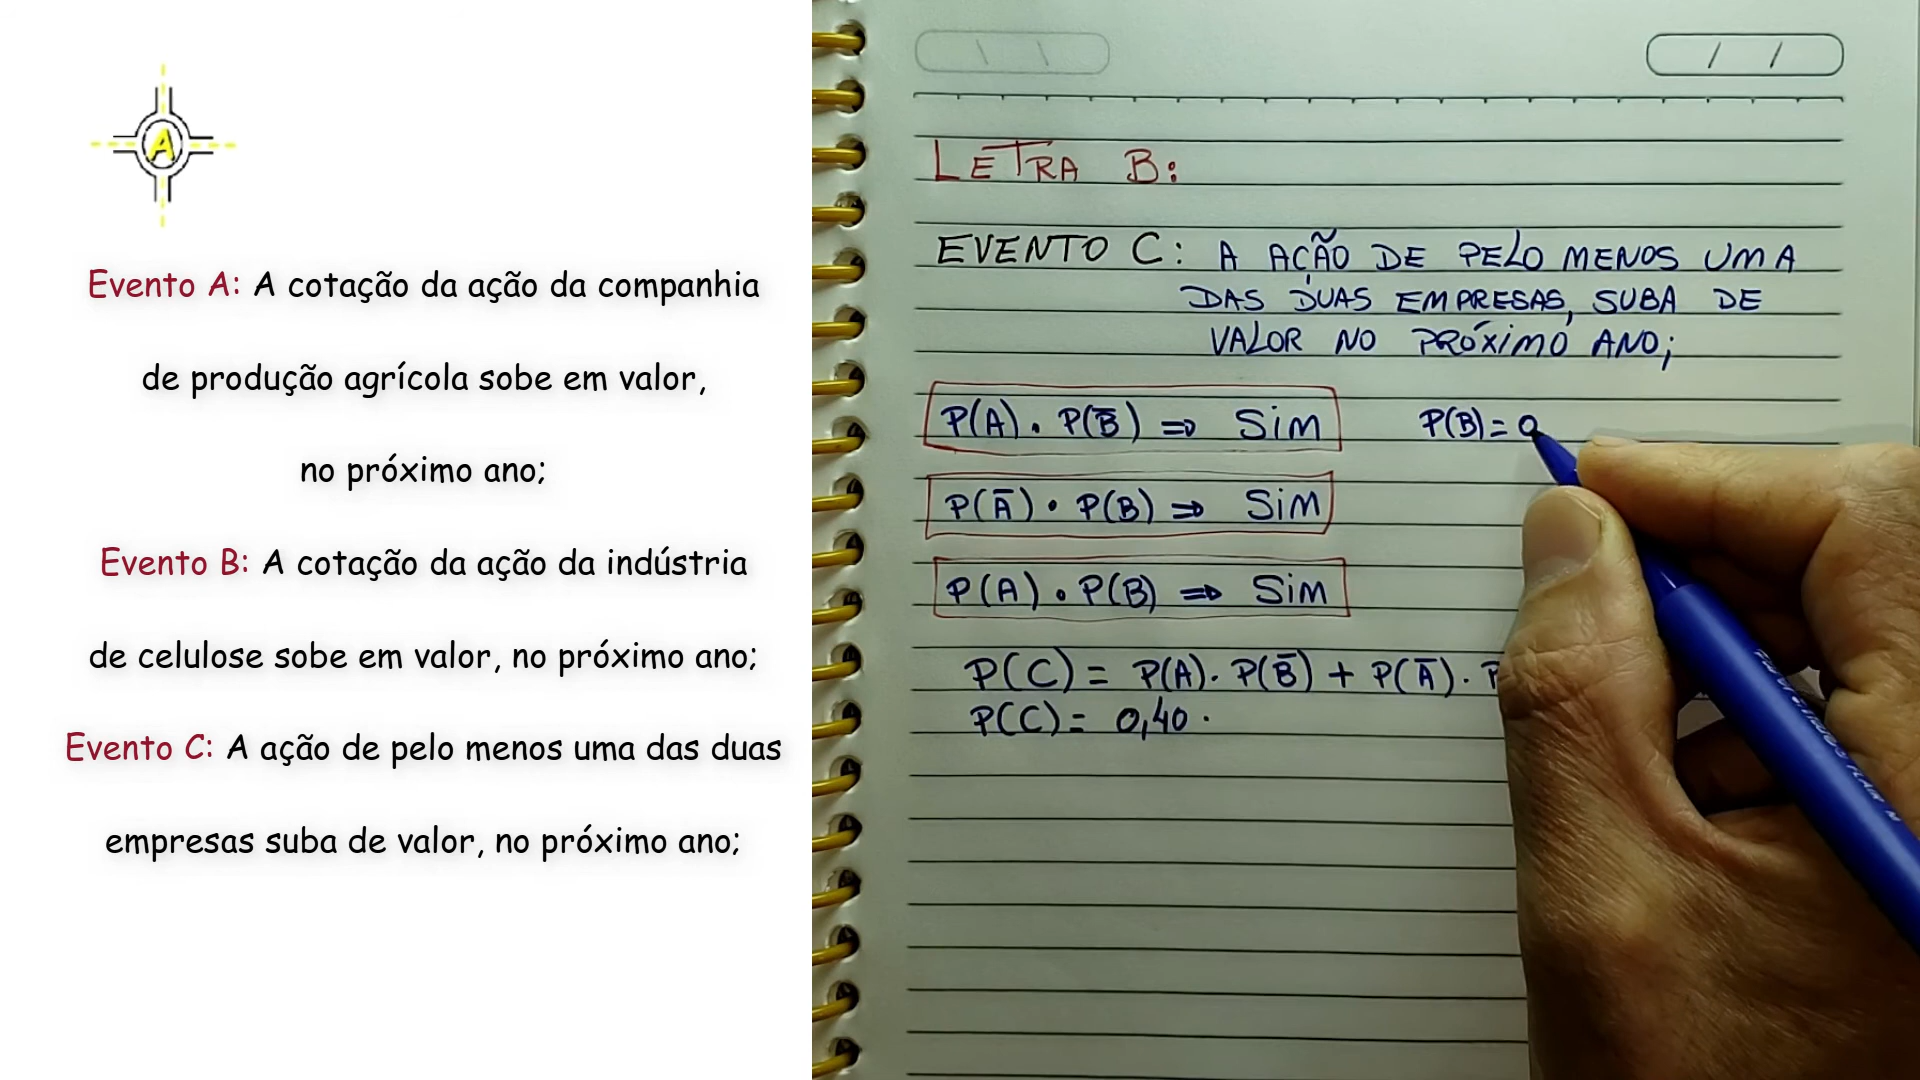 A
Evento A: A cotação da ação da companhia
de produção agrícola sobe em valor,
no próximo ano;
Evento B: A cotação da ação da indústria
de celulose sobe em valor, no próximo ano;
Evento C: A ação de pelo menos uma das duas
empresas suba de valor, no próximo ano;
LETRA B:
EVENTO C: A AÇÃO DE PELO MENOS UMA
DAS DUAS EMPRESAS, SUBA DE
VALOR NO PRÓXIMO ANO;
P(A) . P(B̅) ⇒ Sim
P(B) = 0
P(A̅) • P(B) ⇒ Sim
P(A) • P(B) ⇒ Sim
P(C) = P(A) . P(B̅) + P(A̅) . P
P(C) = 0,40 .